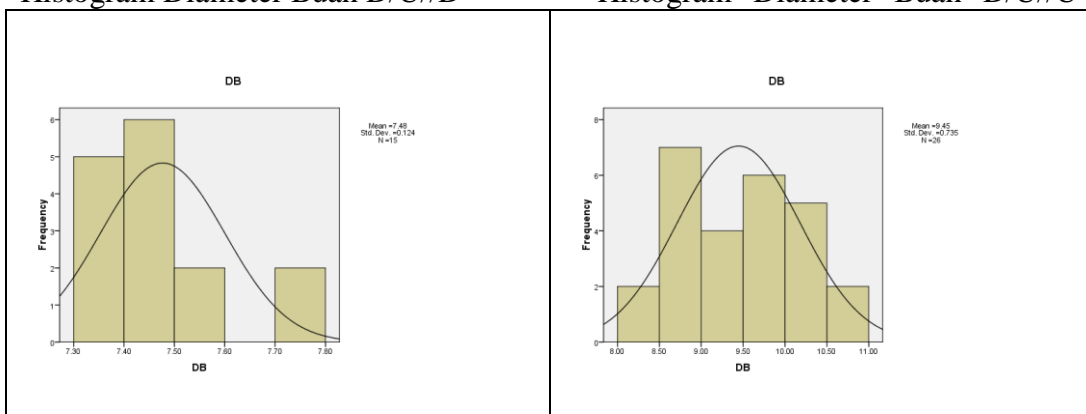 Histogram Diameter Buah B/C//B
Histogram Diameter Buah B/C//C
DB
Mean =7.48
Std. Dev. =0.124
N =15
Frequency
6
5
4
3
2
1
0
7.30 7.40 7.50 7.60 7.70 7.80
DB
DB
Mean =9.45
Std. Dev. =0.735
N =26
Frequency
8
6
4
2
0
8.00 8.50 9.00 9.50 10.00 10.50 11.00
DB